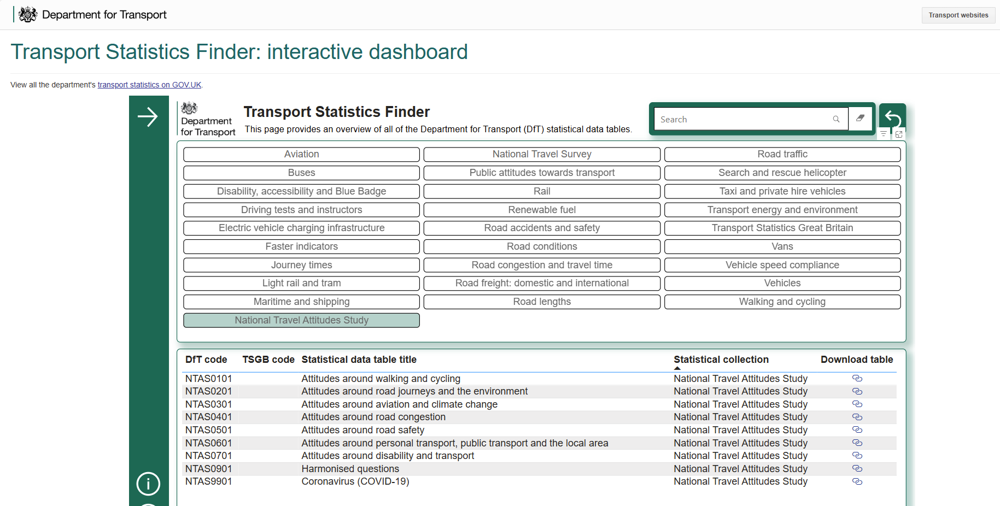 Department for Transport
Transport websites
Transport Statistics Finder: interactive dashboard
View all the department's transport statistics on GOV.UK.
Department
for Transport
Transport Statistics Finder
This page provides an overview of all of the Department for Transport (DfT) statistical data tables.
Search
Aviation National Travel Survey Road traffic
Buses Public attitudes towards transport Search and rescue helicopter
Disability, accessibility and Blue Badge Rail Taxi and private hire vehicles
Driving tests and instructors Renewable fuel Transport energy and environment
Electric vehicle charging infrastructure Road accidents and safety Transport Statistics Great Britain
Faster indicators Road conditions Vans
Journey times Road congestion and travel time Vehicle speed compliance
Light rail and tram Road freight: domestic and international Vehicles
Maritime and shipping Road lengths Walking and cycling
National Travel Attitudes Study
DfT code TSGB code Statistical data table title Statistical collection Download table
NTAS0101 Attitudes around walking and cycling National Travel Attitudes Study
NTAS0201 Attitudes around road journeys and the environment National Travel Attitudes Study
NTAS0301 Attitudes around aviation and climate change National Travel Attitudes Study
NTAS0401 Attitudes around road congestion National Travel Attitudes Study
NTAS0501 Attitudes around road safety National Travel Attitudes Study
NTAS0601 Attitudes around personal transport, public transport and the local area National Travel Attitudes Study
NTAS0701 Attitudes around disability and transport National Travel Attitudes Study
NTAS0901 Harmonised questions National Travel Attitudes Study
NTAS9901 Coronavirus (COVID-19) National Travel Attitudes Study